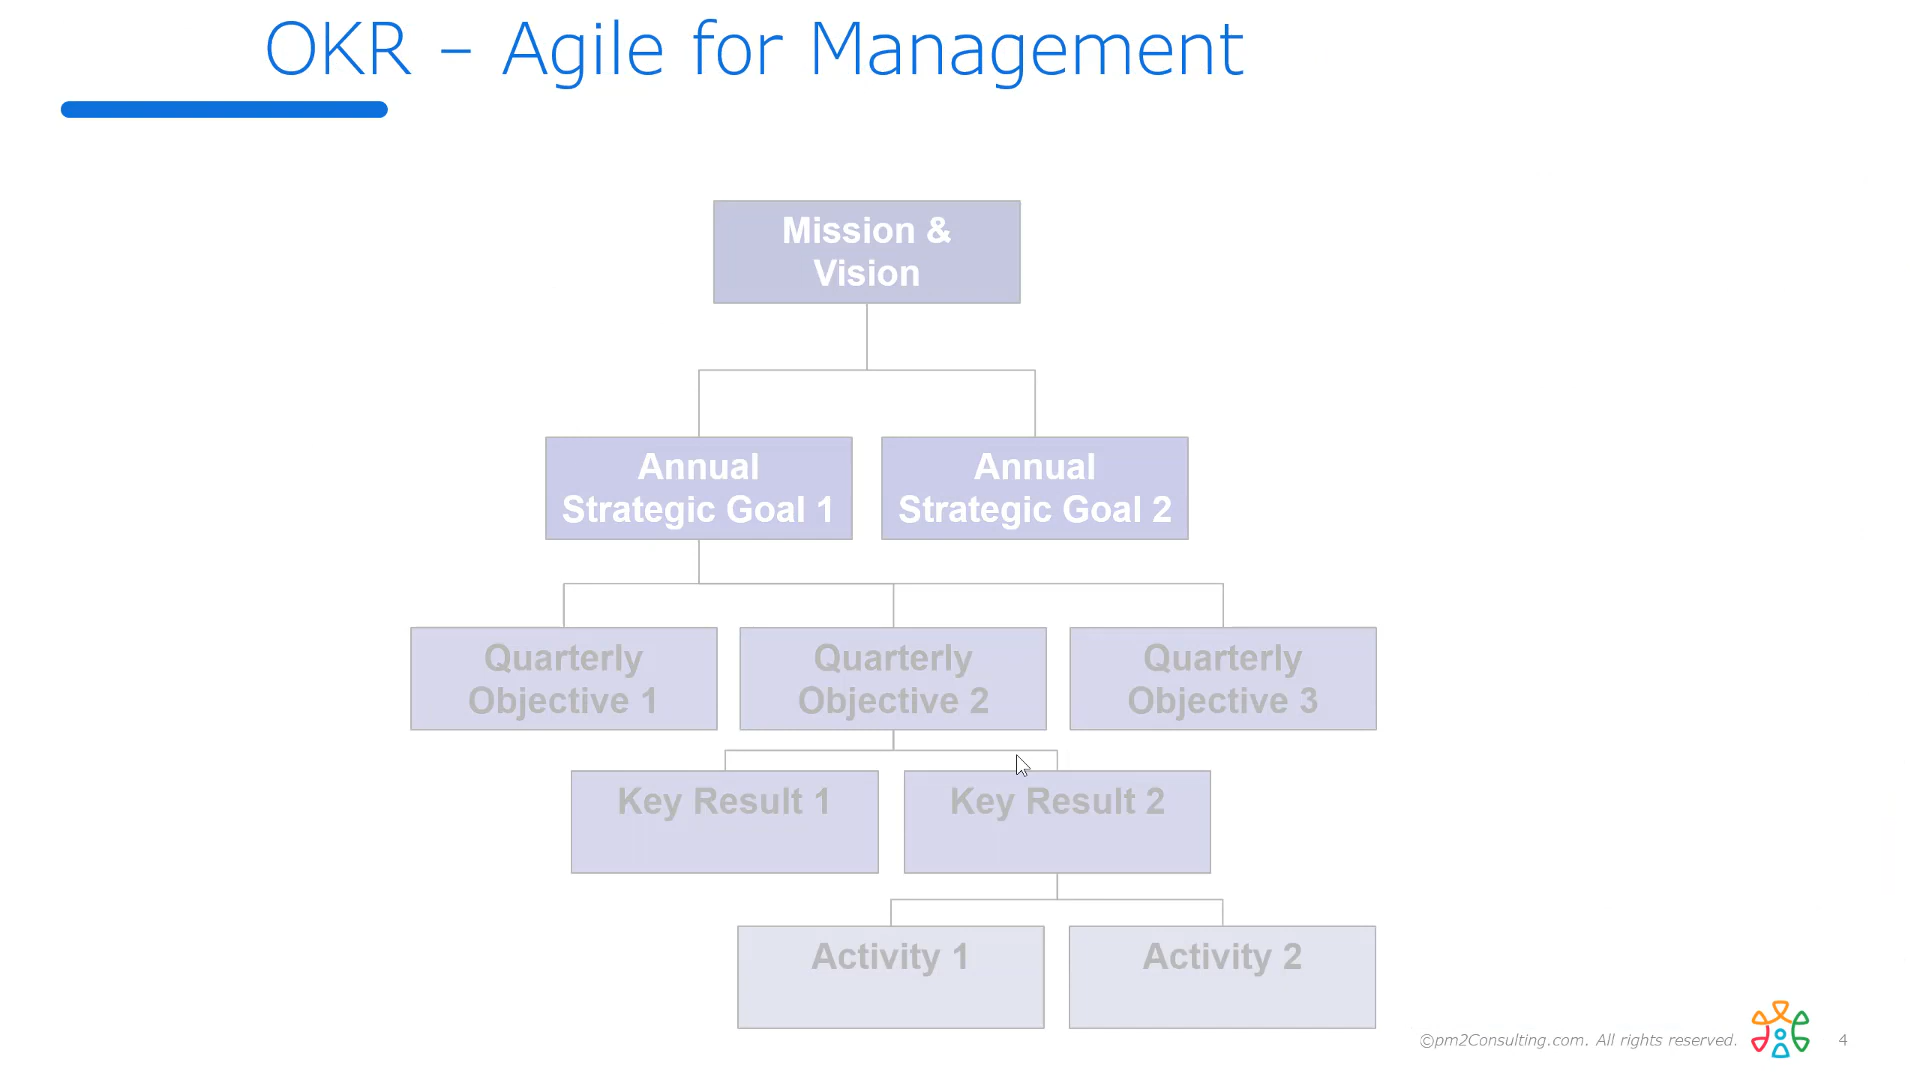 OKR – Agile for Management
Mission &
Vision
Annual
Strategic Goal 1
Annual
Strategic Goal 2
Quarterly
Objective 1
Quarterly
Objective 2
Quarterly
Objective 3
Key Result 1
Key Result 2
Activity 1
Activity 2
©pm2Consulting.com. All rights reserved.
4